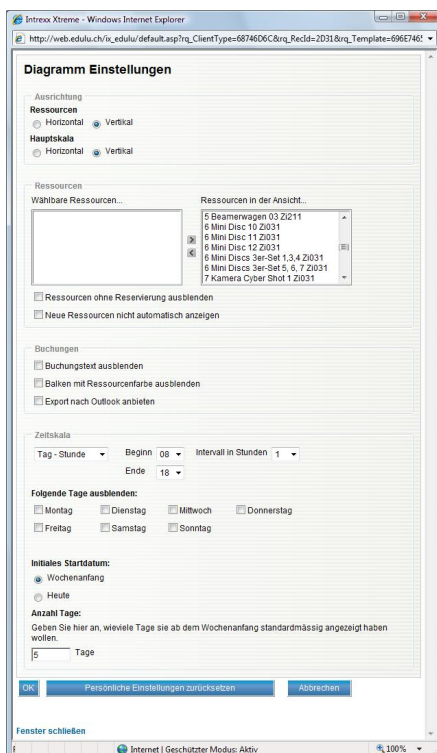 Intrexx Xtreme - Windows Internet Explorer
http://web.edulu.ch/ix_edulu/default.asp?rq_ClientType=68746D6C&rq_RecId=2D31&rq_Template=696E7465
Diagramm Einstellungen
Ausrichtung
Ressourcen
Horizontal Vertikal
Hauptskala
Horizontal Vertikal
Ressourcen
Wählbare Ressourcen... Ressourcen in der Ansicht...
5 Beamerwagen 03 Zi211
6 Mini Disc 10 Zi031
6 Mini Disc 11 Zi031
6 Mini Disc 12 Zi031
6 Mini Discs 3er-Set 1,3,4 Zi031
6 Mini Discs 3er-Set 5, 6, 7 Zi031
7 Kamera Cyber Shot 1 Zi031
Ressourcen ohne Reservierung ausblenden
Neue Ressourcen nicht automatisch anzeigen
Buchungen
Buchungstext ausblenden
Balken mit Ressourcenfarbe ausblenden
Export nach Outlook anbieten
Zeitskala
Tag - Stunde Beginn 08 Intervall in Stunden 1
Ende 18
Folgende Tage ausblenden:
Montag Dienstag Mittwoch Donnerstag
Freitag Samstag Sonntag
Initiales Startdatum:
Wochenanfang
Heute
Anzahl Tage:
Geben Sie hier an, wieviele Tage sie ab dem Wochenanfang standardmässig angezeigt haben
wollen.
5 Tage
OK Persönliche Einstellungen zurücksetzen Abbrechen
Fenster schließen
Internet | Geschützter Modus: Aktiv 100%